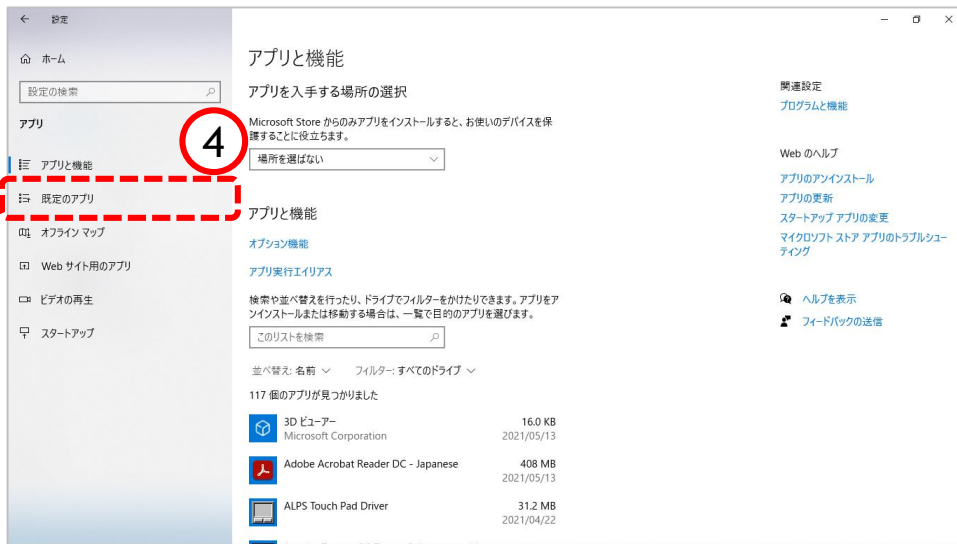 設定
ホーム
設定の検索
アプリ
アプリと機能
既定のアプリ
オフライン マップ
Web サイト用のアプリ
ビデオの再生
スタートアップ
4
アプリと機能
アプリを入手する場所の選択
Microsoft Store からのみアプリをインストールすると、お使いのデバイスを保
護することに役立ちます。
場所を選ばない
アプリと機能
オプション機能
アプリ実行エイリアス
検索や並べ替えを行ったり、ドライブでフィルターをかけたりできます。アプリをア
ンインストールまたは移動する場合は、一覧で目的のアプリを選びます。
このリストを検索
並べ替え: 名前 フィルター: すべてのドライブ
117 個のアプリが見つかりました
3D ビューアー 16.0 KB
Microsoft Corporation 2021/05/13
Adobe Acrobat Reader DC - Japanese 408 MB
2021/05/13
ALPS Touch Pad Driver 31.2 MB
2021/04/22
関連設定
プログラムと機能
Web のヘルプ
アプリのアンインストール
アプリの更新
スタートアップ アプリの変更
マイクロソフト ストア アプリのトラブルシュー
ティング
ヘルプを表示
フィードバックの送信